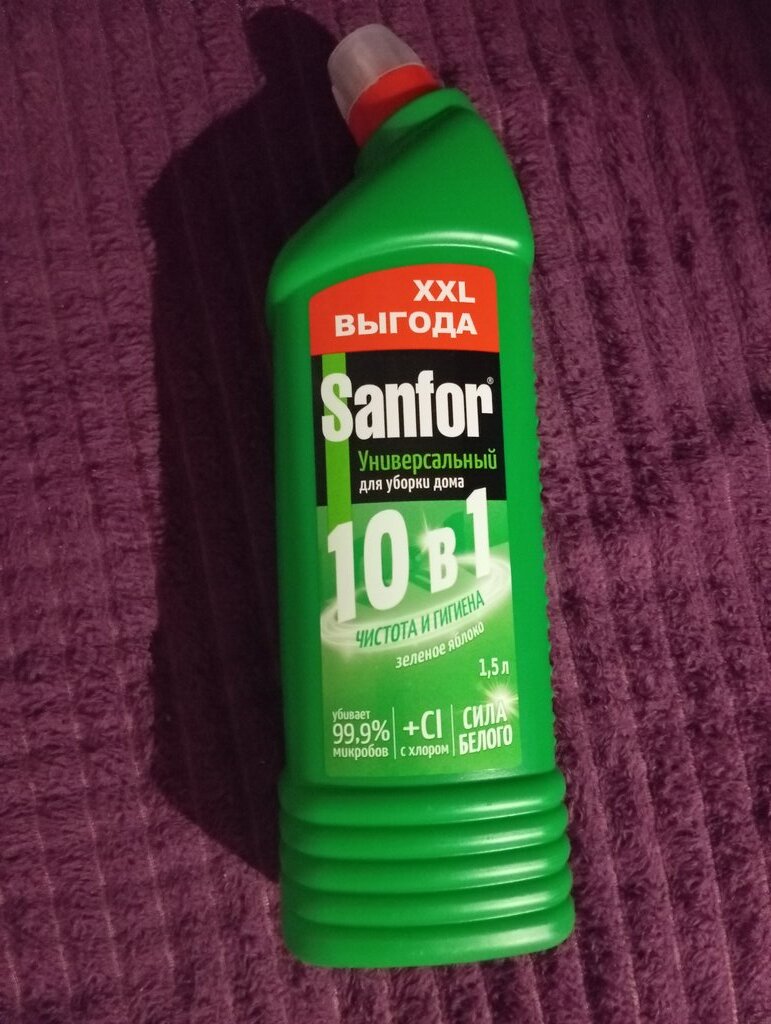 XXL
ВЫГОДА
Sanfor®
Универсальный
для уборки дома
10 в 1
ЧИСТОТА И ГИГИЕНА
зеленое яблоко
1,5 л
убивает
99,9%
микробов
+Cl
с хлором
СИЛА
БЕЛОГО